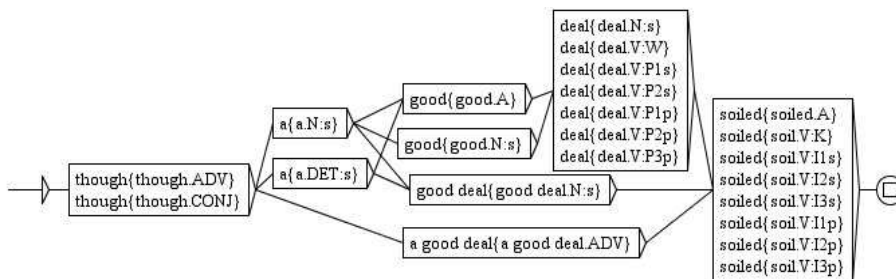 though{though.ADV}
though{though.CONJ}
a{a.N:s}
a{a.DET:s}
good{good.A}
good{good.N:s}
good deal{good deal.N:s}
a good deal{a good deal.ADV}
deal{deal.N:s}
deal{deal.V:W}
deal{deal.V:P1s}
deal{deal.V:P2s}
deal{deal.V:P1p}
deal{deal.V:P2p}
deal{deal.V:P3p}
soiled{soiled.A}
soiled{soil.V:K}
soiled{soil.V:I1s}
soiled{soil.V:I2s}
soiled{soil.V:I3s}
soiled{soil.V:I1p}
soiled{soil.V:I2p}
soiled{soil.V:I3p}